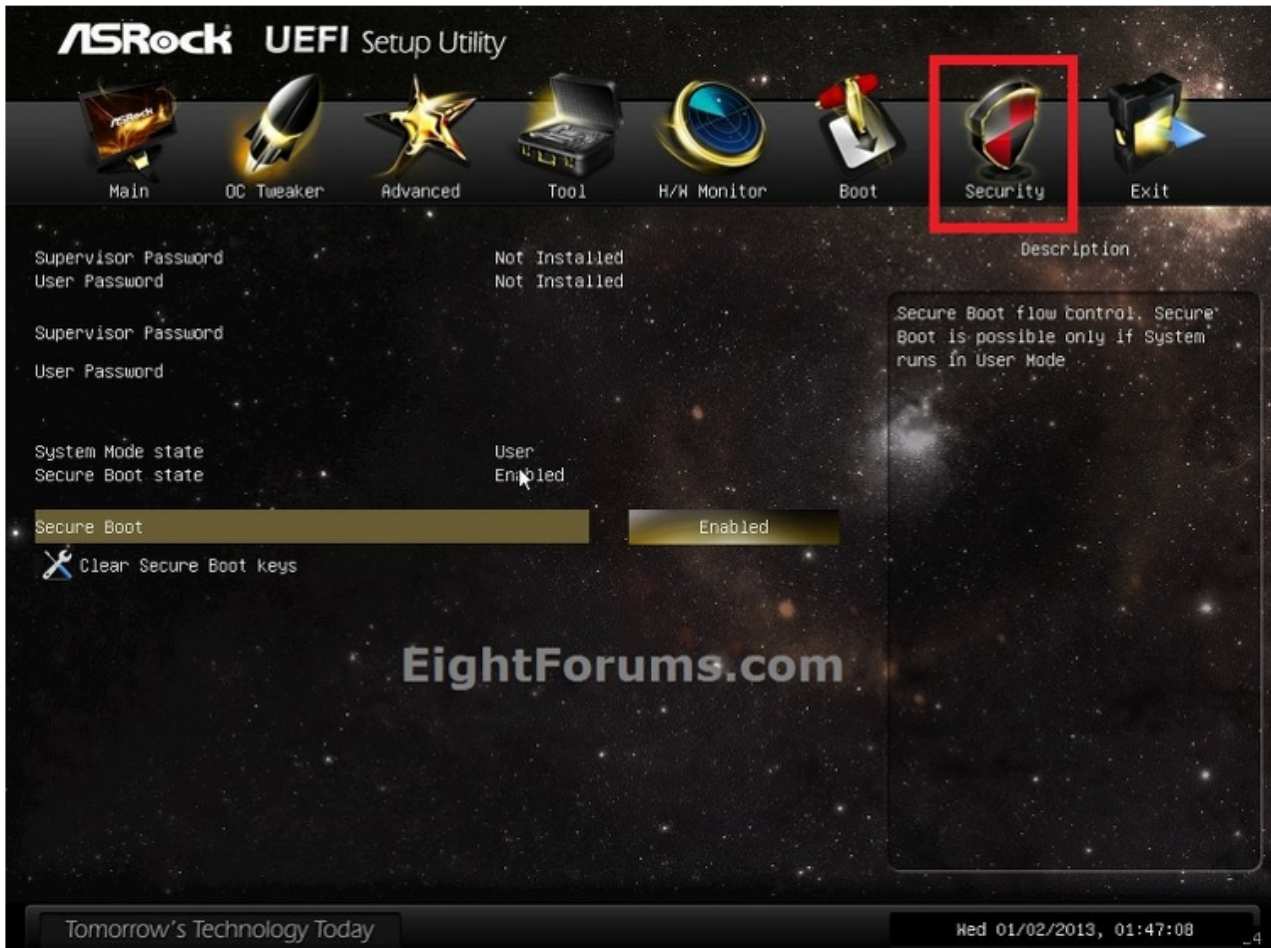 ASRock UEFI Setup Utility
ASRock
Main OC Tweaker Advanced Tool H/W Monitor Boot Security Exit
Supervisor Password Not Installed
User Password Not Installed
Supervisor Password
User Password
System Mode state User
Secure Boot state Enabled
Secure Boot Enabled
Clear Secure Boot keys
Description
Secure Boot flow control. Secure
Boot is possible only if System
runs in User Mode
EightForums.com
Tomorrow's Technology Today
Wed 01/02/2013, 01:47:08